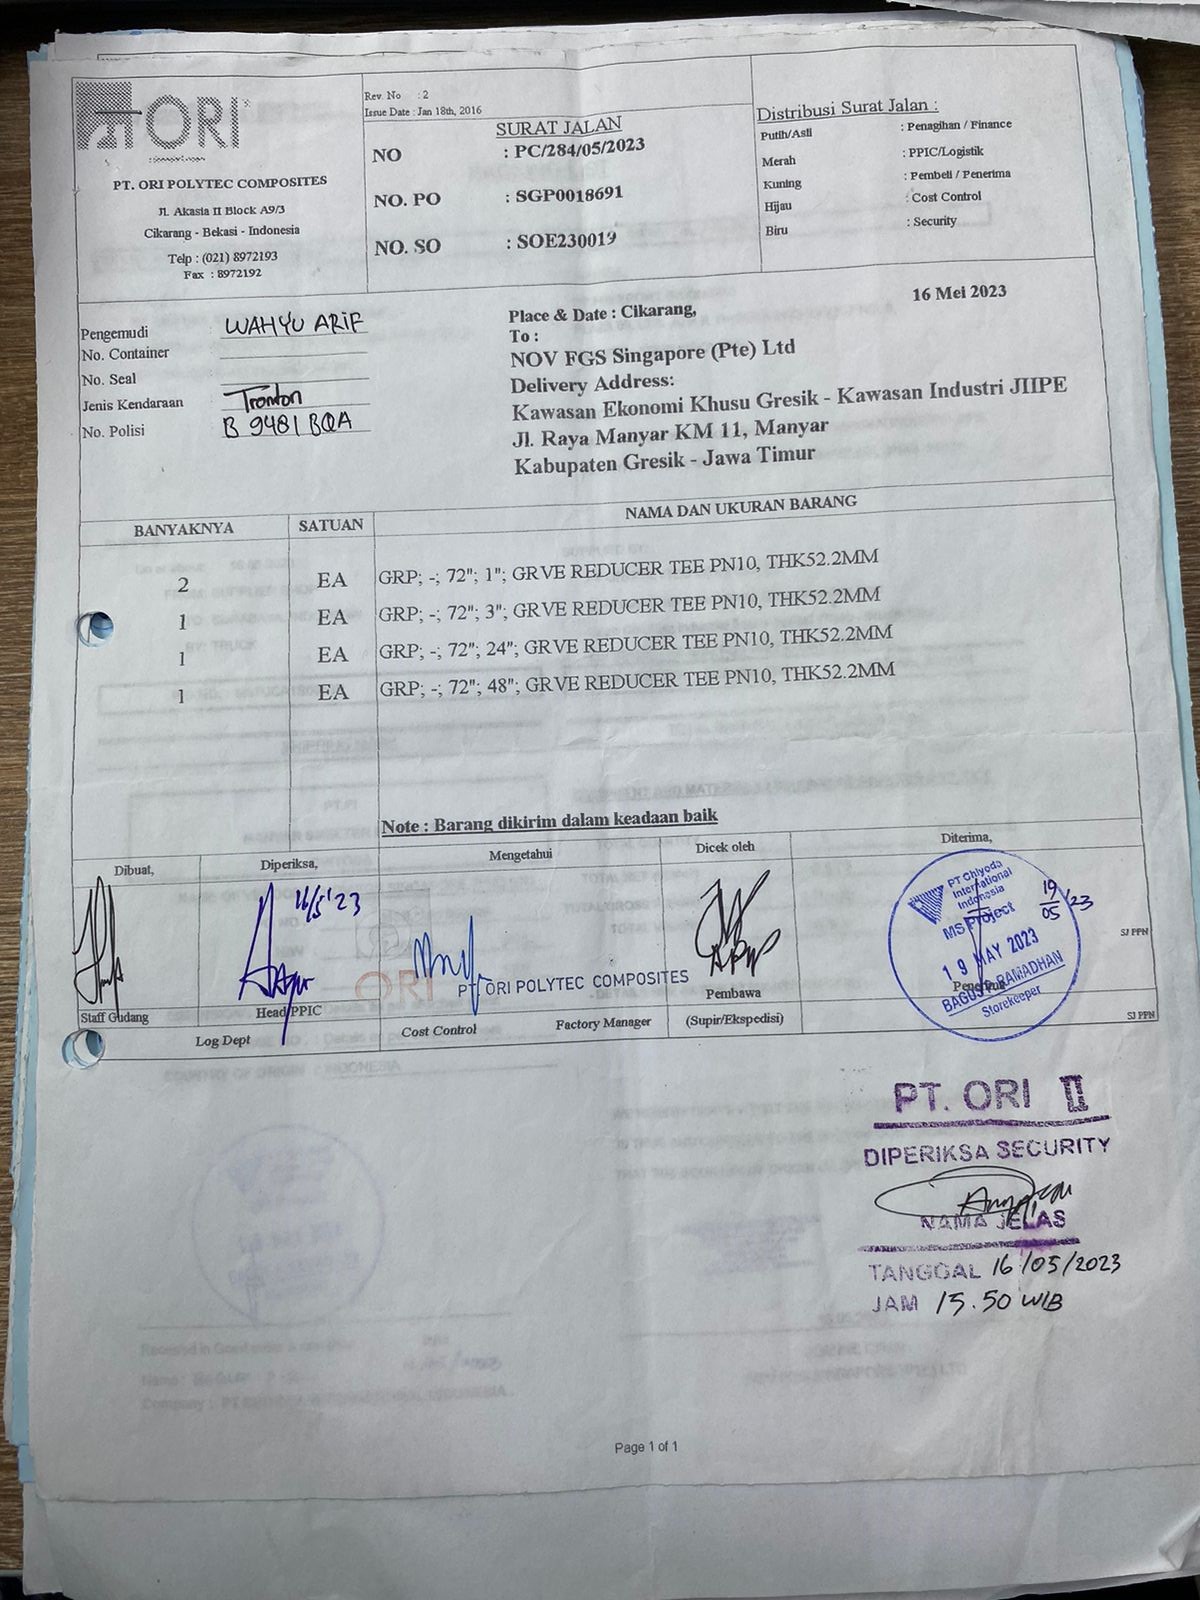 ORI
PT. ORI POLYTEC COMPOSITES
Jl. Akasia II Block A9/3
Cikarang - Bekasi - Indonesia
Telp : (021) 8972193
Fax : 8972192
Rev. No : 2
Issue Date : Jan 18th, 2016
SURAT JALAN
NO : PC/284/05/2023
NO. PO : SGP0018691
NO. SO : SOE230019
Distribusi Surat Jalan :
Putih/Asli : Penagihan / Finance
Merah : PPIC/Logistik
Kuning : Pembeli / Penerima
Hijau : Cost Control
Biru : Security
Pengemudi WAHYU ARIF
No. Container
No. Seal
Jenis Kendaraan Tronton
No. Polisi B 9481 BQA
Place & Date : Cikarang, 16 Mei 2023
To :
NOV FGS Singapore (Pte) Ltd
Delivery Address:
Kawasan Ekonomi Khusu Gresik - Kawasan Industri JIIPE
Jl. Raya Manyar KM 11, Manyar
Kabupaten Gresik - Jawa Timur
BANYAKNYA SATUAN NAMA DAN UKURAN BARANG
2 EA GRP; -; 72"; 1"; GRVE REDUCER TEE PN10, THK52.2MM
1 EA GRP; -; 72"; 3"; GRVE REDUCER TEE PN10, THK52.2MM
1 EA GRP; -; 72"; 24"; GRVE REDUCER TEE PN10, THK52.2MM
1 EA GRP; -; 72"; 48"; GRVE REDUCER TEE PN10, THK52.2MM
Note : Barang dikirim dalam keadaan baik
Dibuat, Diperiksa, Mengetahui Dicek oleh Diterima,
16/5'23
ORI PT. ORI POLYTEC COMPOSITES
PT Chiyoda
International
Indonesia
MS Project
19/05/23
19 MAY 2023
BAGUS P. RAMADHAN
Storekeeper
SJ PPN
Staff Gudang Head PPIC Pembawa
Log Dept Cost Control Factory Manager (Supir/Ekspedisi) SJ PPN
PT. ORI II
DIPERIKSA SECURITY
NAMA JELAS
TANGGAL 16/05/2023
JAM 15.50 WIB
Page 1 of 1